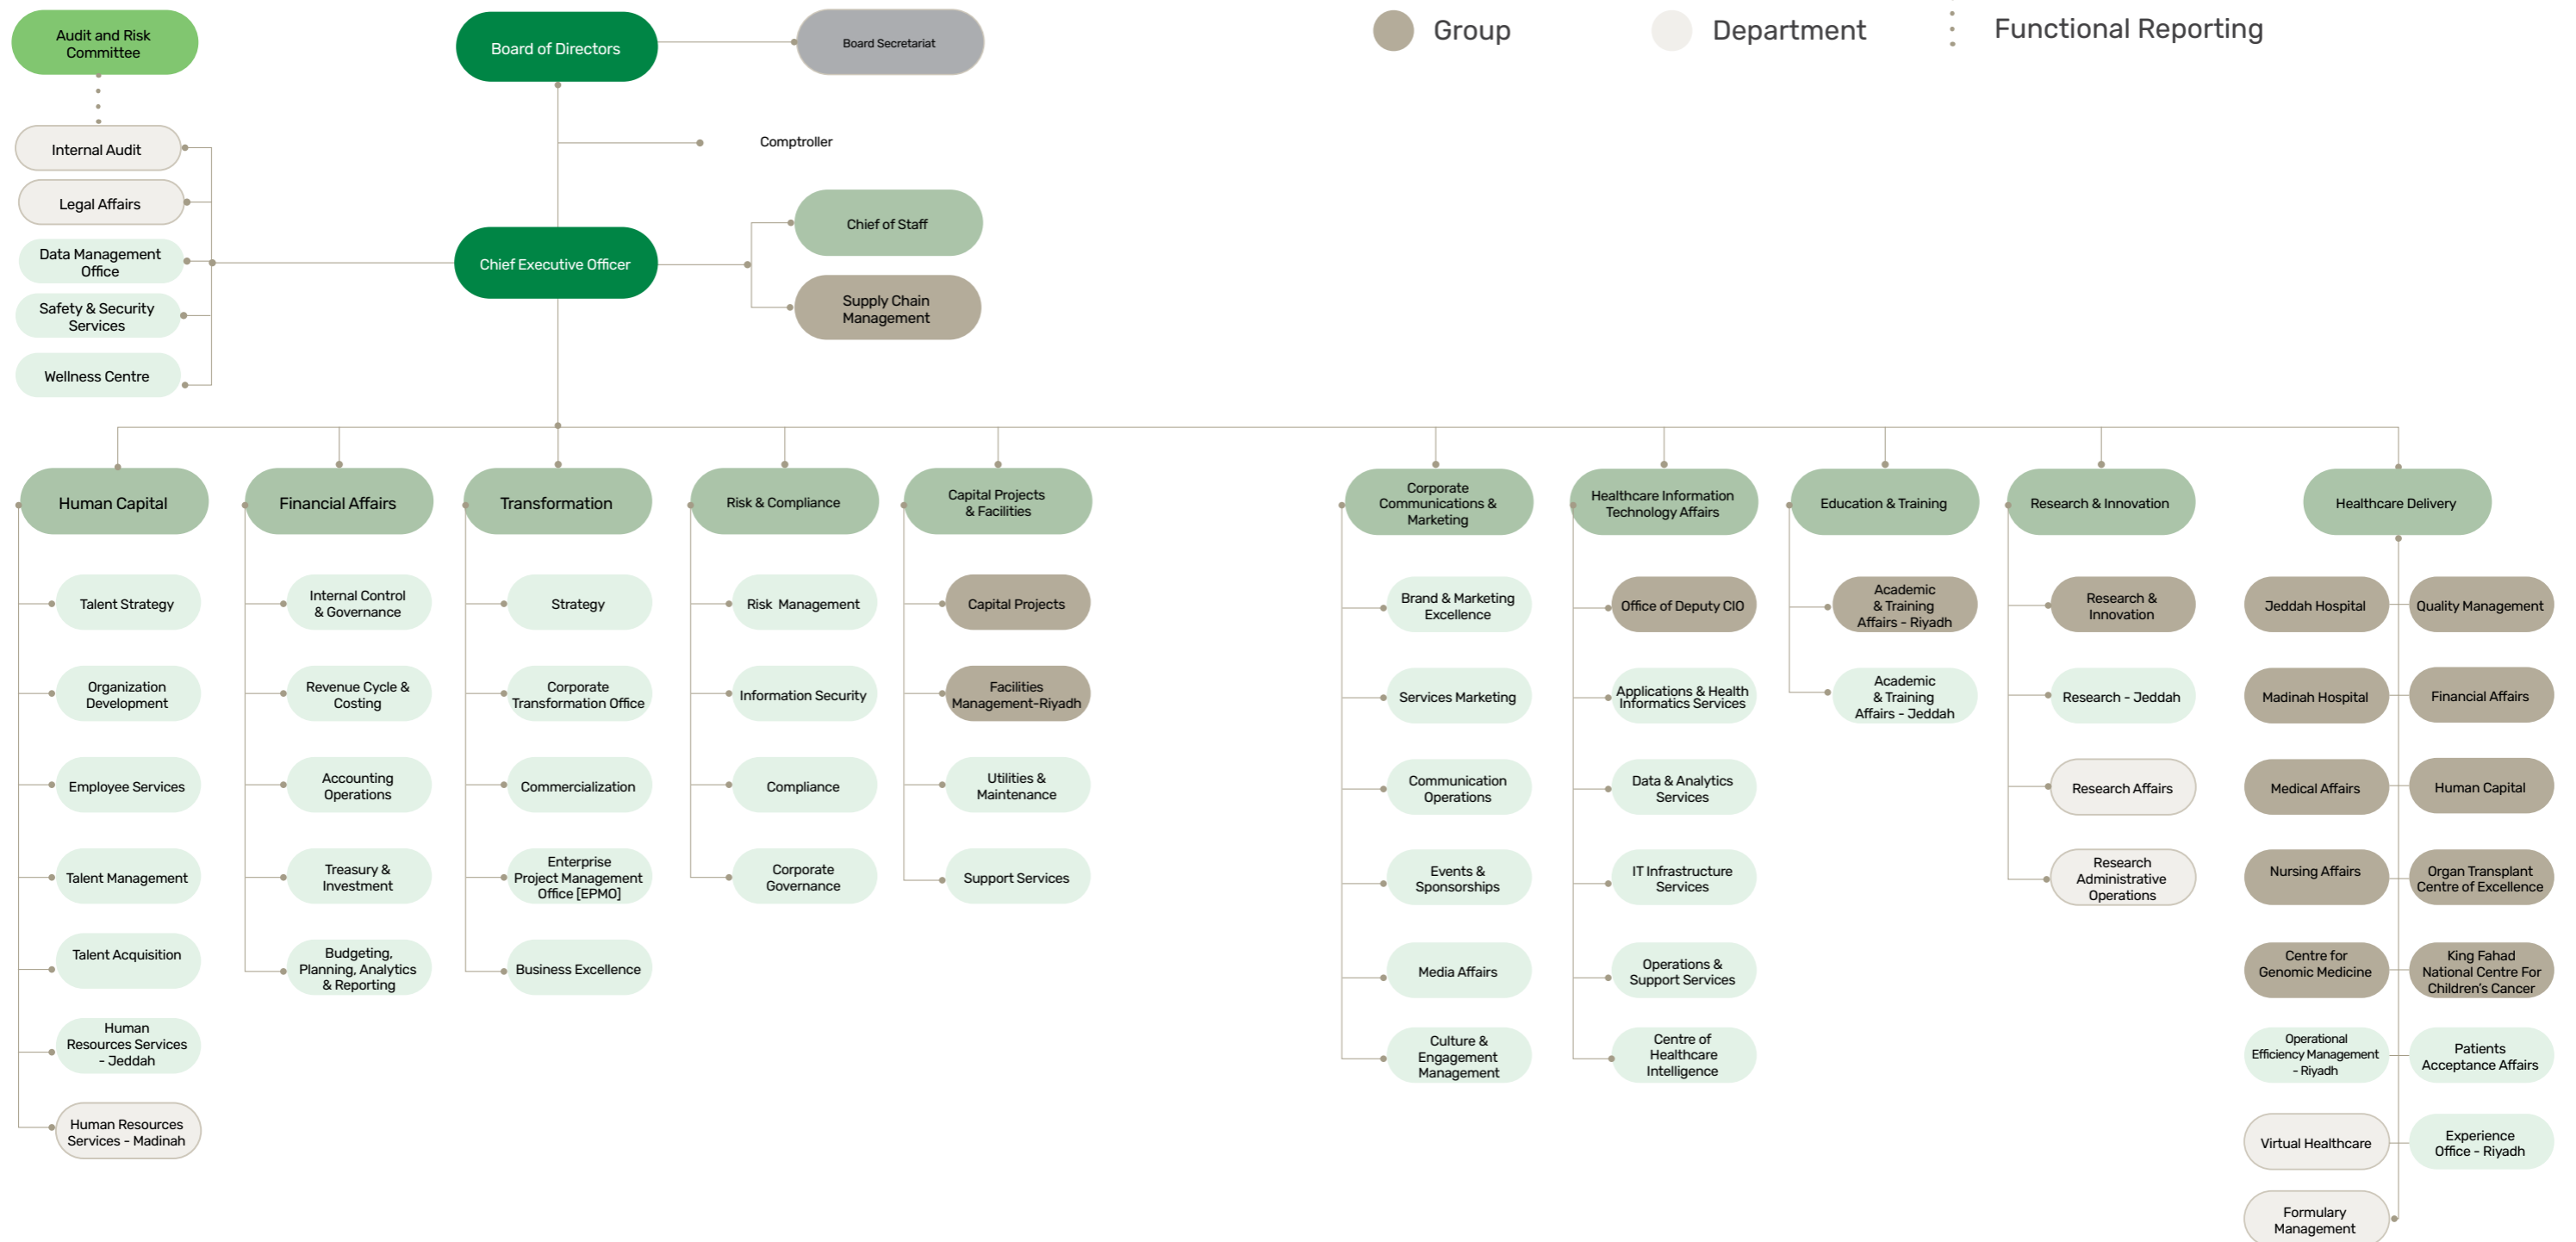 Audit and Risk
Committee
Board of Directors
Board Secretariat
Group
Department
Functional Reporting
Internal Audit
Legal Affairs
Data Management
Office
Safety & Security
Services
Wellness Centre
Comptroller
Chief Executive Officer
Chief of Staff
Supply Chain
Management
Human Capital
Talent Strategy
Organization
Development
Employee Services
Talent Management
Talent Acquisition
Human
Resources Services
- Jeddah
Human Resources
Services - Madinah
Financial Affairs
Internal Control
& Governance
Revenue Cycle &
Costing
Accounting
Operations
Treasury &
Investment
Budgeting,
Planning, Analytics
& Reporting
Transformation
Strategy
Corporate
Transformation Office
Commercialization
Enterprise
Project Management
Office [EPMO]
Business Excellence
Risk & Compliance
Risk Management
Information Security
Compliance
Corporate
Governance
Capital Projects
& Facilities
Capital Projects
Facilities
Management-Riyadh
Utilities &
Maintenance
Support Services
Corporate
Communications &
Marketing
Brand & Marketing
Excellence
Services Marketing
Communication
Operations
Events &
Sponsorships
Media Affairs
Culture &
Engagement
Management
Healthcare Information
Technology Affairs
Office of Deputy CIO
Applications & Health
Informatics Services
Data & Analytics
Services
IT Infrastructure
Services
Operations &
Support Services
Centre of
Healthcare
Intelligence
Education & Training
Academic
& Training
Affairs - Riyadh
Academic
& Training
Affairs - Jeddah
Research & Innovation
Research &
Innovation
Research - Jeddah
Research Affairs
Research
Administrative
Operations
Healthcare Delivery
Jeddah Hospital
Quality Management
Madinah Hospital
Financial Affairs
Medical Affairs
Human Capital
Nursing Affairs
Organ Transplant
Centre of Excellence
Centre for
Genomic Medicine
King Fahad
National Centre For
Children's Cancer
Operational
Efficiency Management
- Riyadh
Patients
Acceptance Affairs
Virtual Healthcare
Experience
Office - Riyadh
Formulary
Management